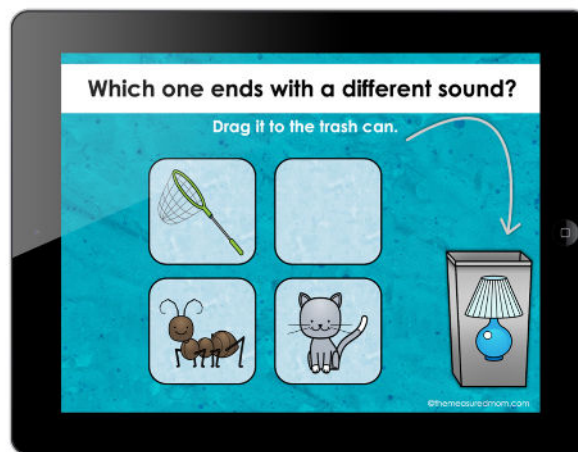 Which one ends with a different sound?
Drag it to the trash can.
©themeasuredmom.com